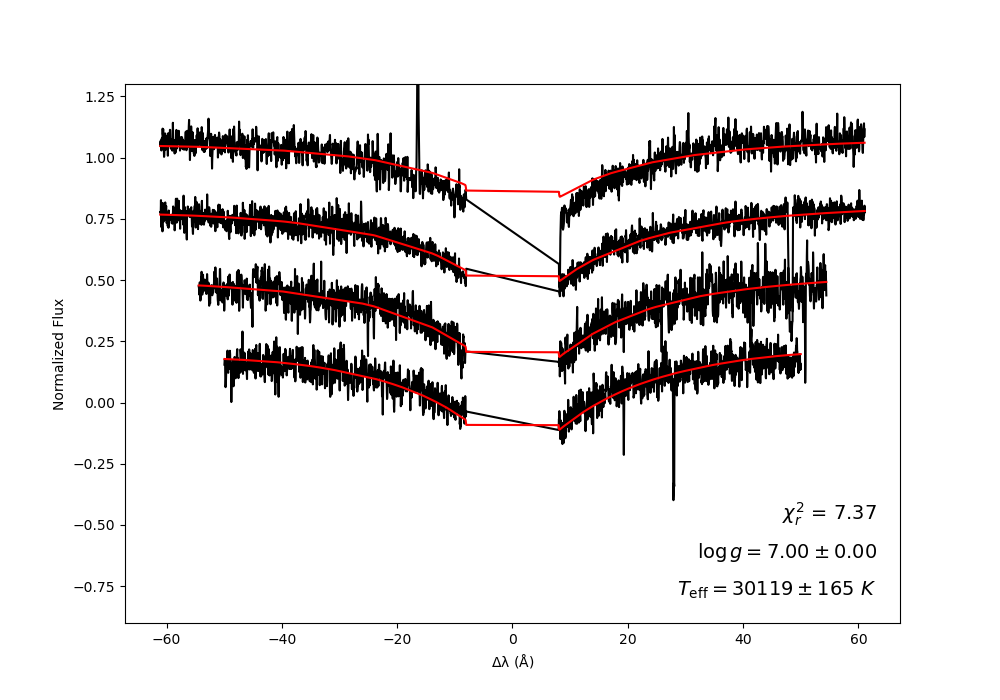 1.25
1.00
0.75
0.50
0.25
0.00
−0.25
−0.50
−0.75
Normalized Flux
χ_r^2 = 7.37
log g = 7.00 ± 0.00
T_eff = 30119 ± 165 K
−60 −40 −20 0 20 40 60
Δλ (Å)